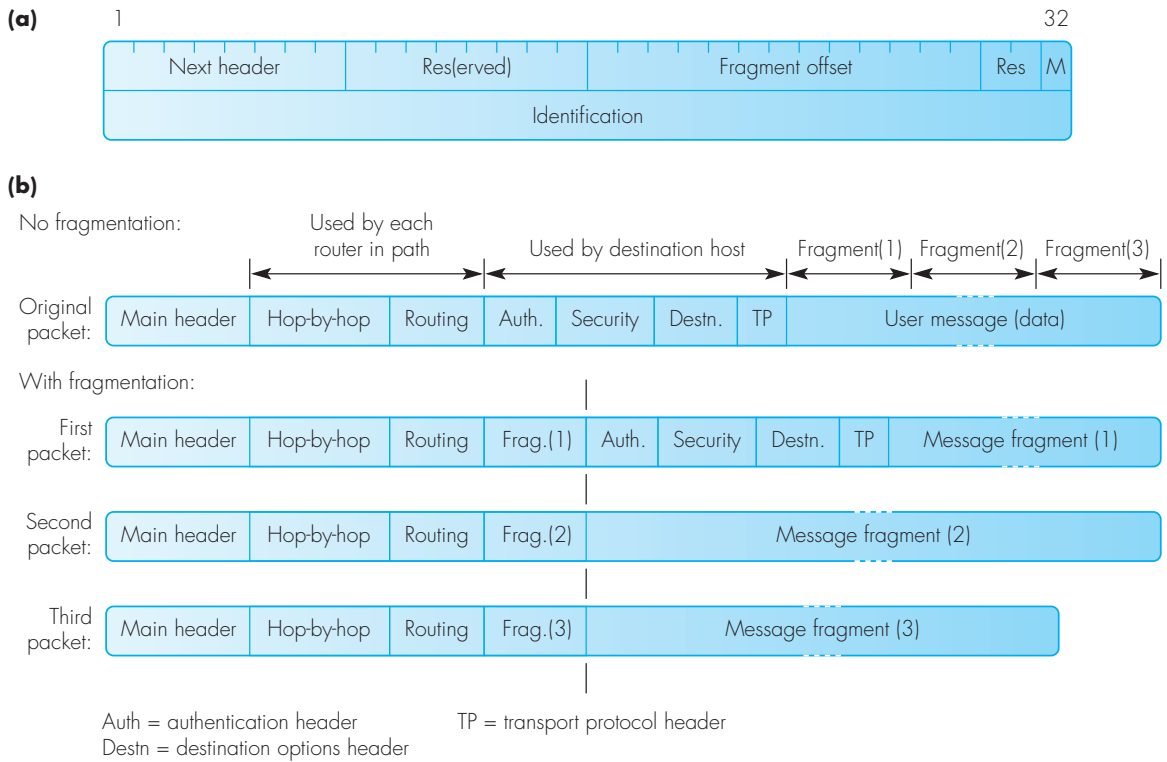 (a)
1 32
Next header Res(erved) Fragment offset Res M
Identification
(b)
No fragmentation:
Used by each
router in path
Used by destination host
Fragment(1) Fragment(2) Fragment(3)
Original
packet:
Main header Hop-by-hop Routing Auth. Security Destn. TP User message (data)
With fragmentation:
First
packet:
Main header Hop-by-hop Routing Frag.(1) Auth. Security Destn. TP Message fragment (1)
Second
packet:
Main header Hop-by-hop Routing Frag.(2) Message fragment (2)
Third
packet:
Main header Hop-by-hop Routing Frag.(3) Message fragment (3)
Auth = authentication header TP = transport protocol header
Destn = destination options header